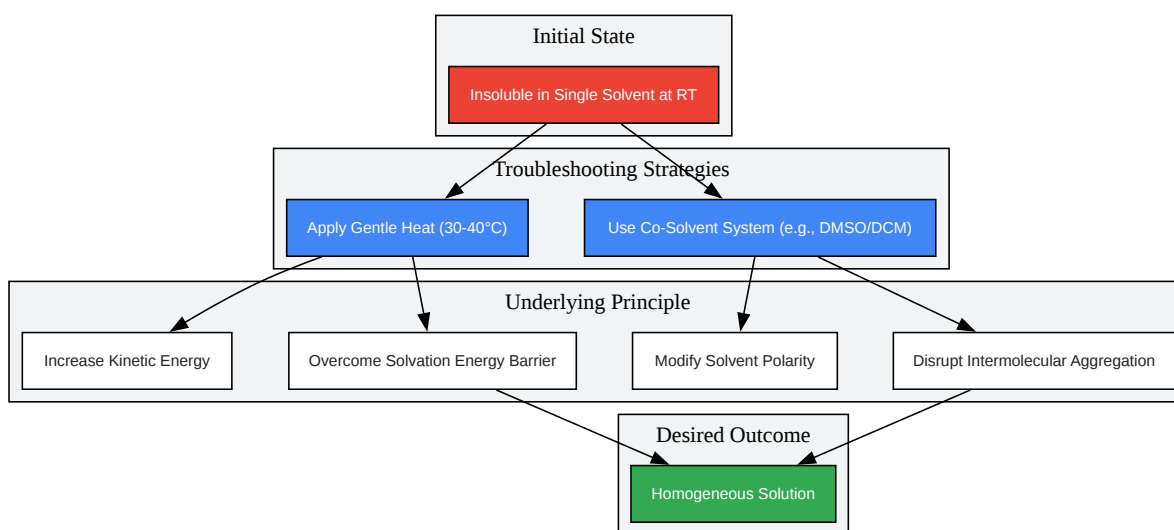 Initial State
Insoluble in Single Solvent at RT
Troubleshooting Strategies
Apply Gentle Heat (30-40°C)
Use Co-Solvent System (e.g., DMSO/DCM)
Underlying Principle
Increase Kinetic Energy
Overcome Solvation Energy Barrier
Modify Solvent Polarity
Disrupt Intermolecular Aggregation
Desired Outcome
Homogeneous Solution